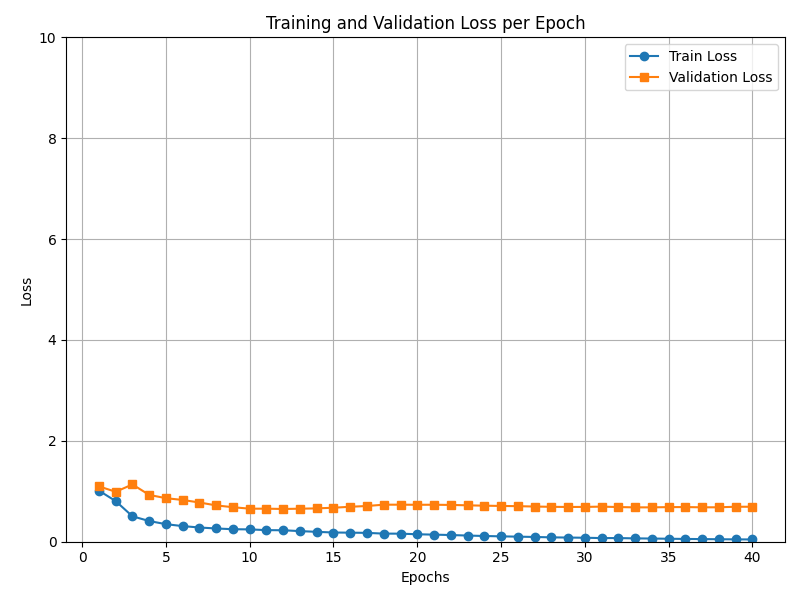 Training and Validation Loss per Epoch
Train Loss
Validation Loss
10
8
6
4
2
0
Loss
0 5 10 15 20 25 30 35 40
Epochs